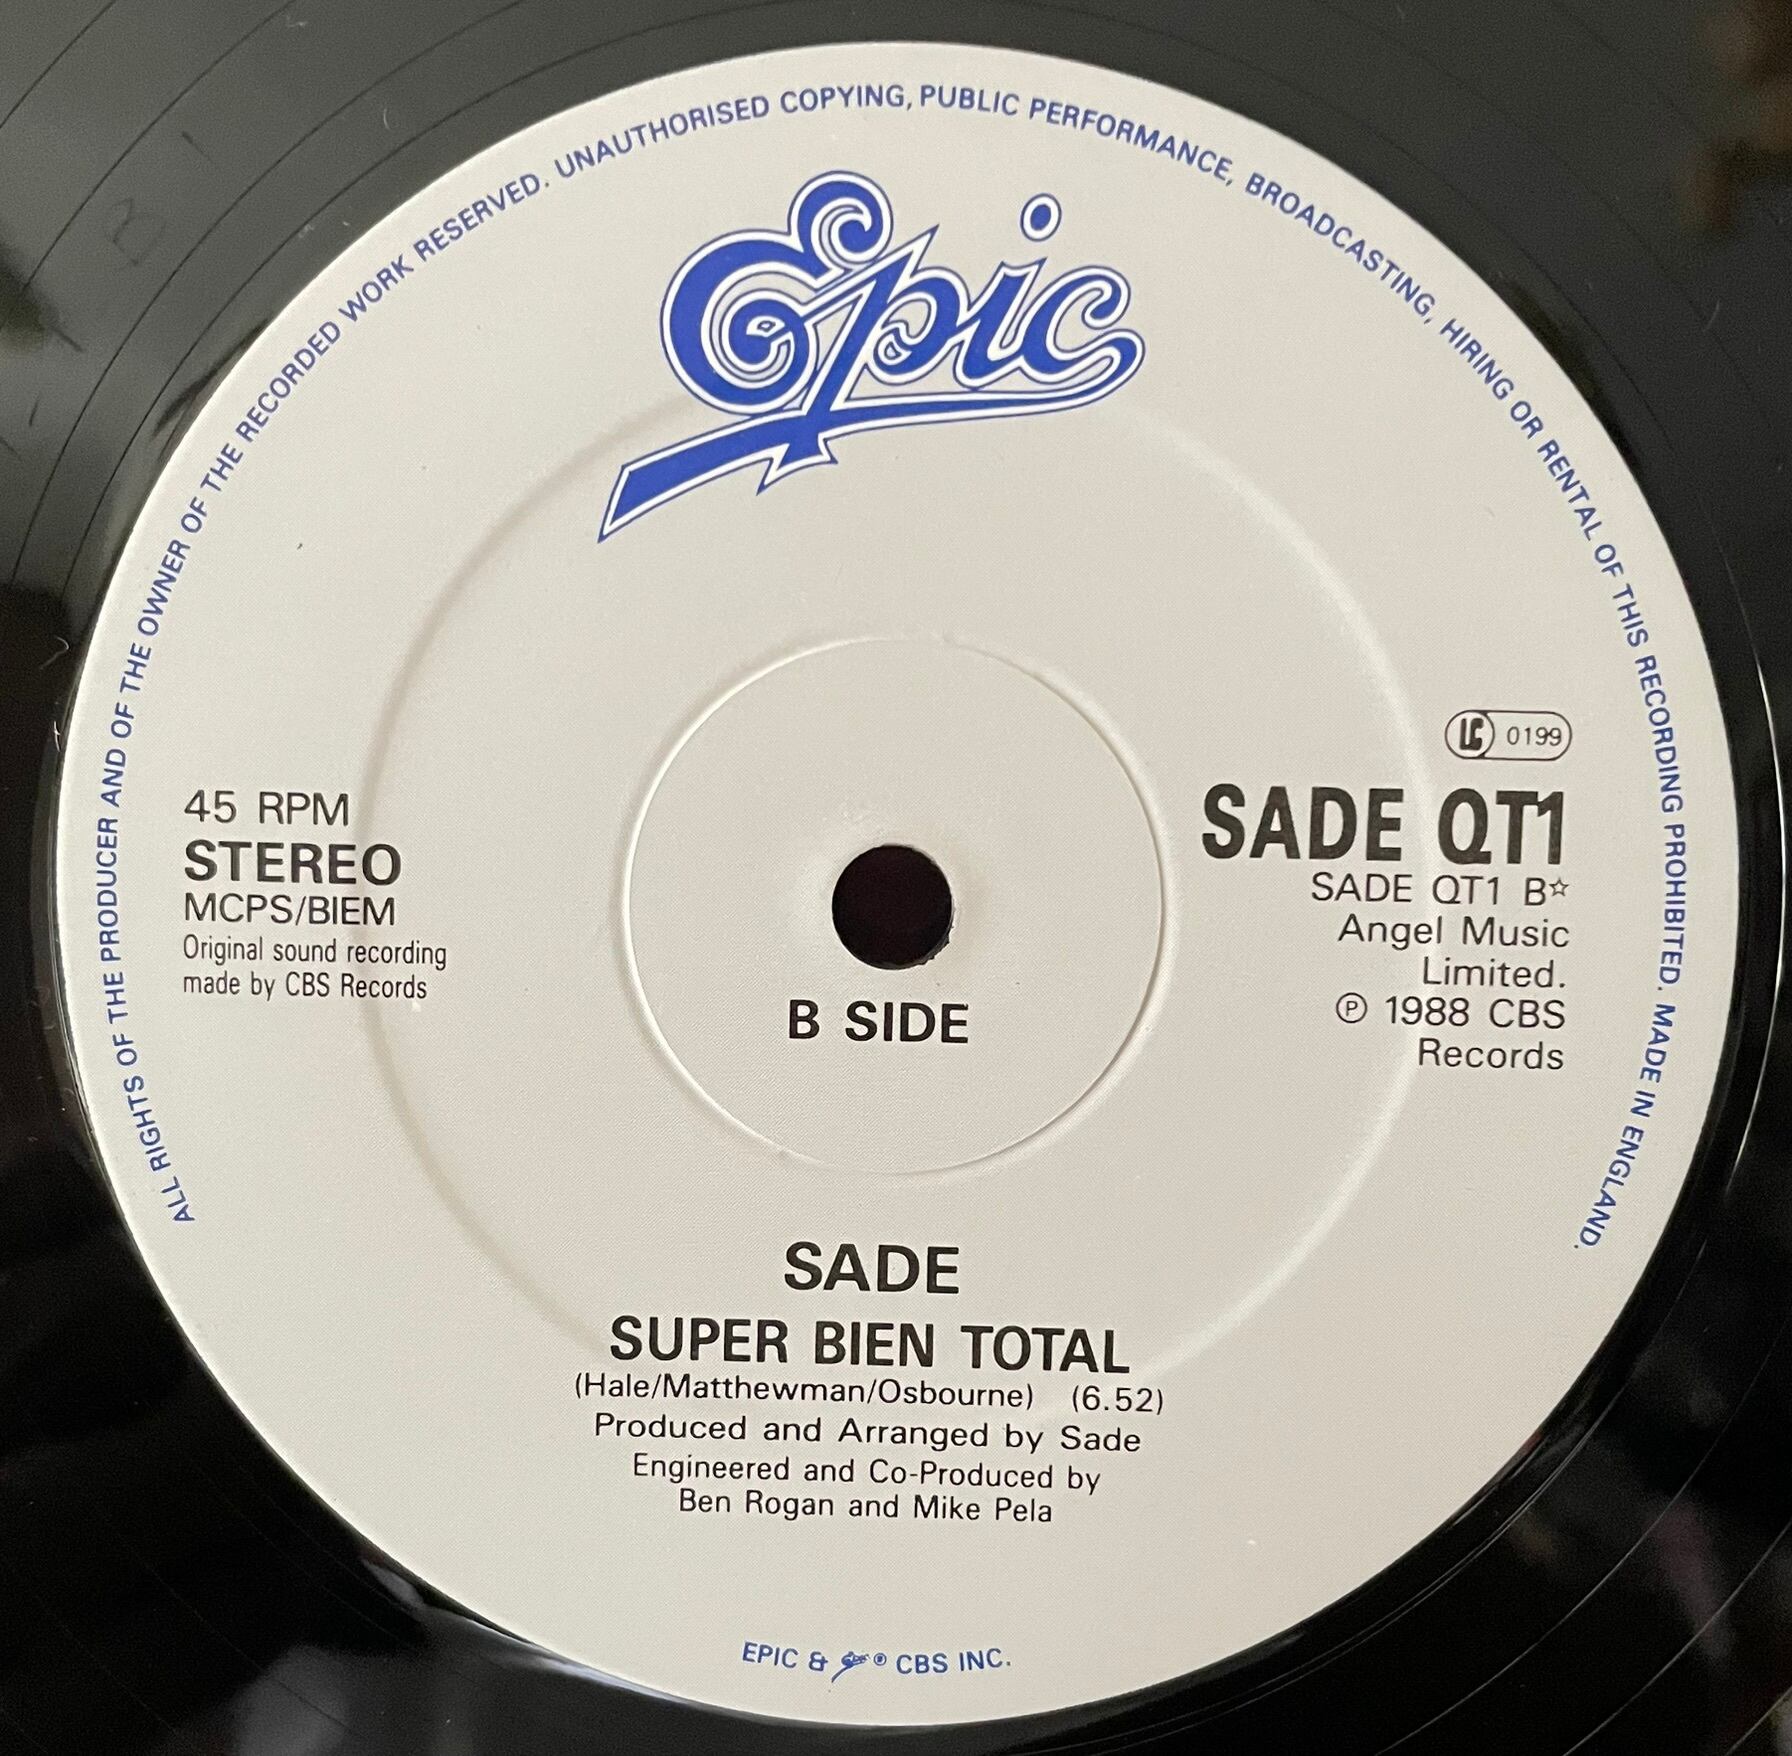 ALL RIGHTS OF THE PRODUCER AND OF THE OWNER OF THE RECORDED WORK RESERVED. UNAUTHORISED COPYING, PUBLIC PERFORMANCE, BROADCASTING, HIRING OR RENTAL OF THIS RECORDING PROHIBITED. MADE IN ENGLAND.
Epic
45 RPM
STEREO
MCPS/BIEM
Original sound recording
made by CBS Records
LC 0199
SADE QT1
SADE QT1 B☆
Angel Music
Limited.
℗ 1988 CBS
Records
B SIDE
SADE
SUPER BIEN TOTAL
(Hale/Matthewman/Osbourne) (6.52)
Produced and Arranged by Sade
Engineered and Co-Produced by
Ben Rogan and Mike Pela
EPIC & Epic ® CBS INC.